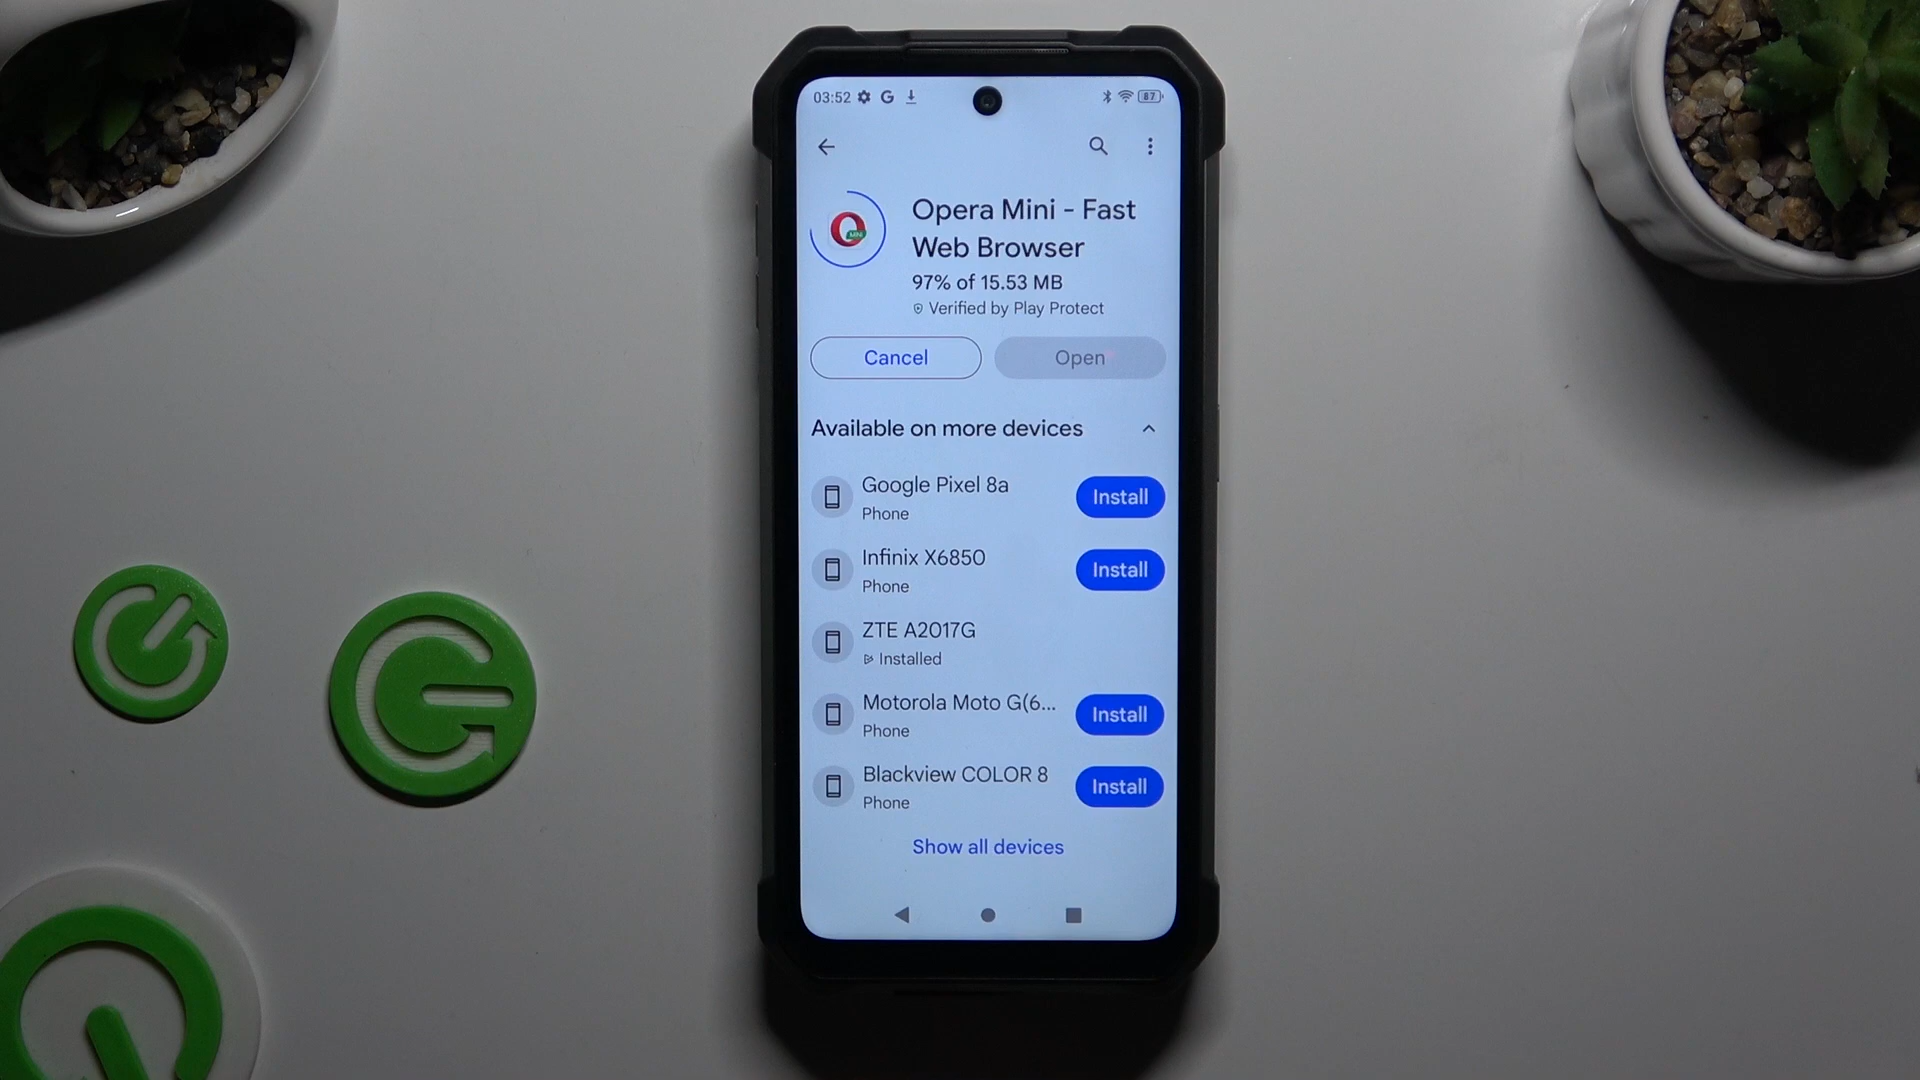 03:52 G 87
Opera Mini - Fast
Web Browser
97% of 15.53 MB
Verified by Play Protect
Cancel Open
Available on more devices
Google Pixel 8a
Phone
Install
Infinix X6850
Phone
Install
ZTE A2017G
Installed
Motorola Moto G(6...
Phone
Install
Blackview COLOR 8
Phone
Install
Show all devices